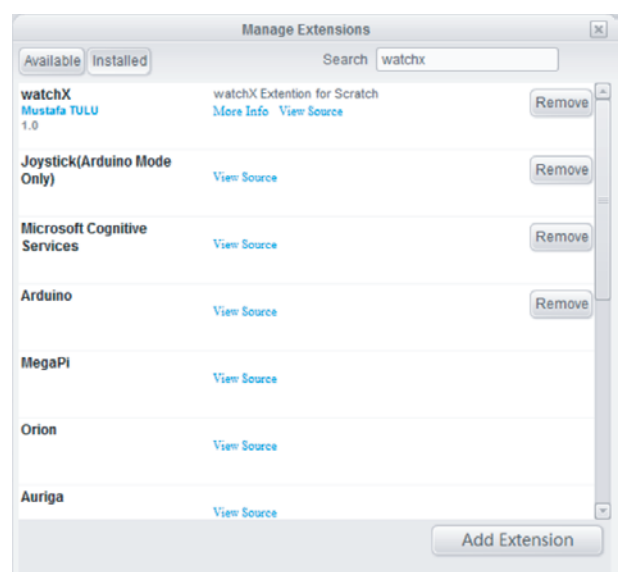 Manage Extensions
Available Installed Search watchx
watchX watchX Extention for Scratch
Mustafa TULU More Info View Source Remove
1.0
Joystick(Arduino Mode
Only) View Source Remove
Microsoft Cognitive
Services View Source Remove
Arduino
View Source Remove
MegaPi
View Source
Orion
View Source
Auriga
View Source
Add Extension